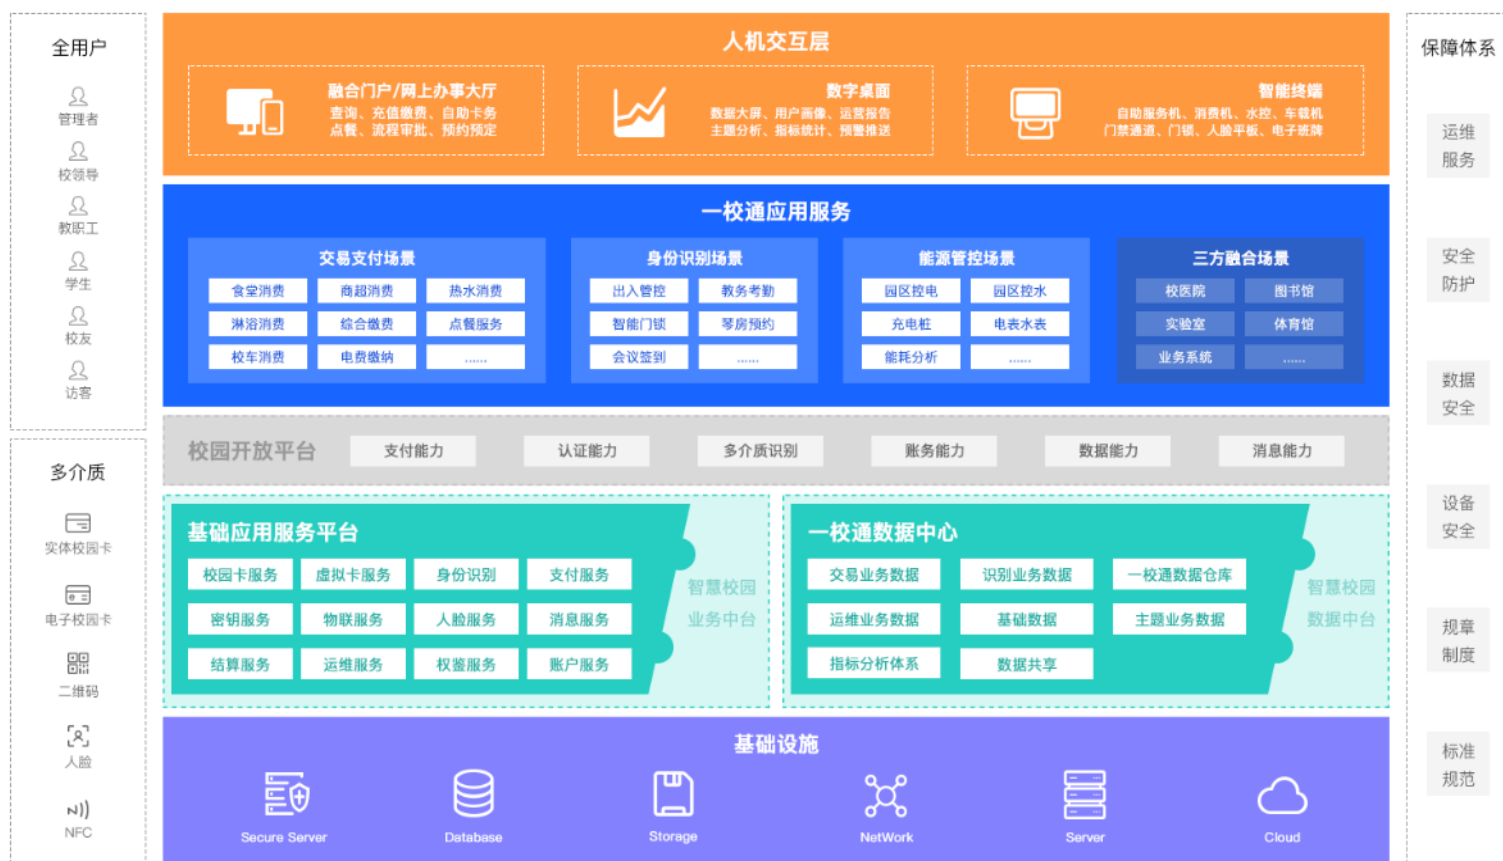 全用户
管理者
校领导
教职工
学生
校友
访客
多介质
实体校园卡
电子校园卡
二维码
人脸
NFC
人机交互层
融合门户/网上办事大厅
查询、充值缴费、自助卡务
点餐、流程审批、预约预定
数字桌面
数据大屏、用户画像、运营报告
主题分析、指标统计、预警推送
智能终端
自助服务机、消费机、水控、车载机
门禁通道、门锁、人脸平板、电子班牌
一校通应用服务
交易支付场景
食堂消费 商超消费 热水消费
淋浴消费 综合缴费 点餐服务
校车消费 电费缴纳 ......
身份识别场景
出入管控 教务考勤
智能门锁 琴房预约
会议签到 ......
能源管控场景
园区控电 园区控水
充电桩 电表水表
能耗分析 ......
三方融合场景
校医院 图书馆
实验室 体育馆
业务系统 ......
校园开放平台 支付能力 认证能力 多介质识别 账务能力 数据能力 消息能力
基础应用服务平台
校园卡服务 虚拟卡服务 身份识别 支付服务
密钥服务 物联服务 人脸服务 消息服务
结算服务 运维服务 权鉴服务 账户服务
智慧校园
业务中台
一校通数据中心
交易业务数据 识别业务数据 一校通数据仓库
运维业务数据 基础数据 主题业务数据
指标分析体系 数据共享
智慧校园
数据中台
基础设施
Secure Server Database Storage NetWork Server Cloud
保障体系
运维
服务
安全
防护
数据
安全
设备
安全
规章
制度
标准
规范